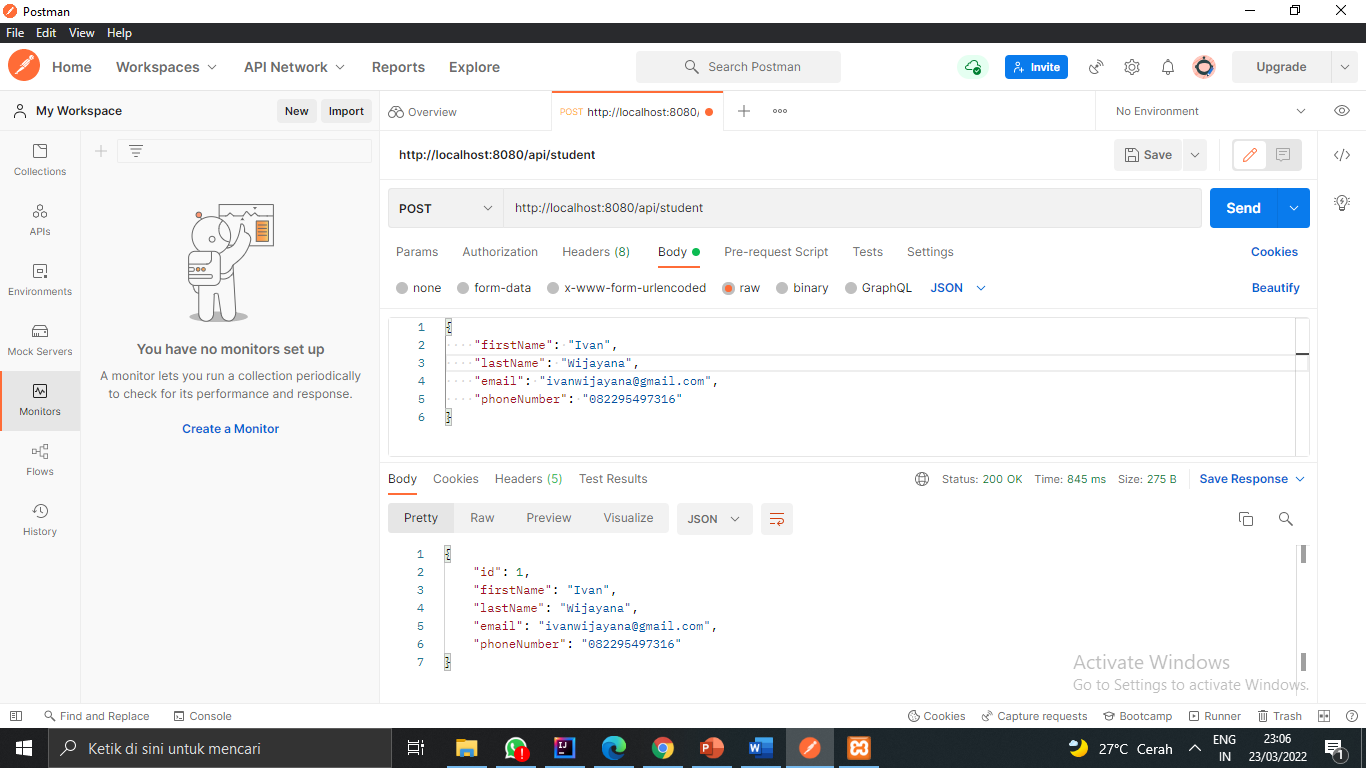 Postman
File Edit View Help
Home Workspaces API Network Reports Explore Search Postman Invite Upgrade
My Workspace New Import Overview POST http://localhost:8080/ No Environment
http://localhost:8080/api/student Save
POST http://localhost:8080/api/student Send
Params Authorization Headers (8) Body Pre-request Script Tests Settings Cookies
none form-data x-www-form-urlencoded raw binary GraphQL JSON Beautify
1 {
2 "firstName": "Ivan",
3 "lastName": "Wijayana",
4 "email": "ivanwijayana@gmail.com",
5 "phoneNumber": "082295497316"
6 }
Collections
APIs
Environments
Mock Servers
Monitors
Flows
History
You have no monitors set up
A monitor lets you run a collection periodically
to check for its performance and response.
Create a Monitor
Body Cookies Headers (5) Test Results Status: 200 OK Time: 845 ms Size: 275 B Save Response
Pretty Raw Preview Visualize JSON
1 {
2 "id": 1,
3 "firstName": "Ivan",
4 "lastName": "Wijayana",
5 "email": "ivanwijayana@gmail.com",
6 "phoneNumber": "082295497316"
7 }
Activate Windows
Go to Settings to activate Windows.
Find and Replace Console Cookies Capture requests Bootcamp Runner Trash
Ketik di sini untuk mencari 27°C Cerah ENG 23:06
IN 23/03/2022 1